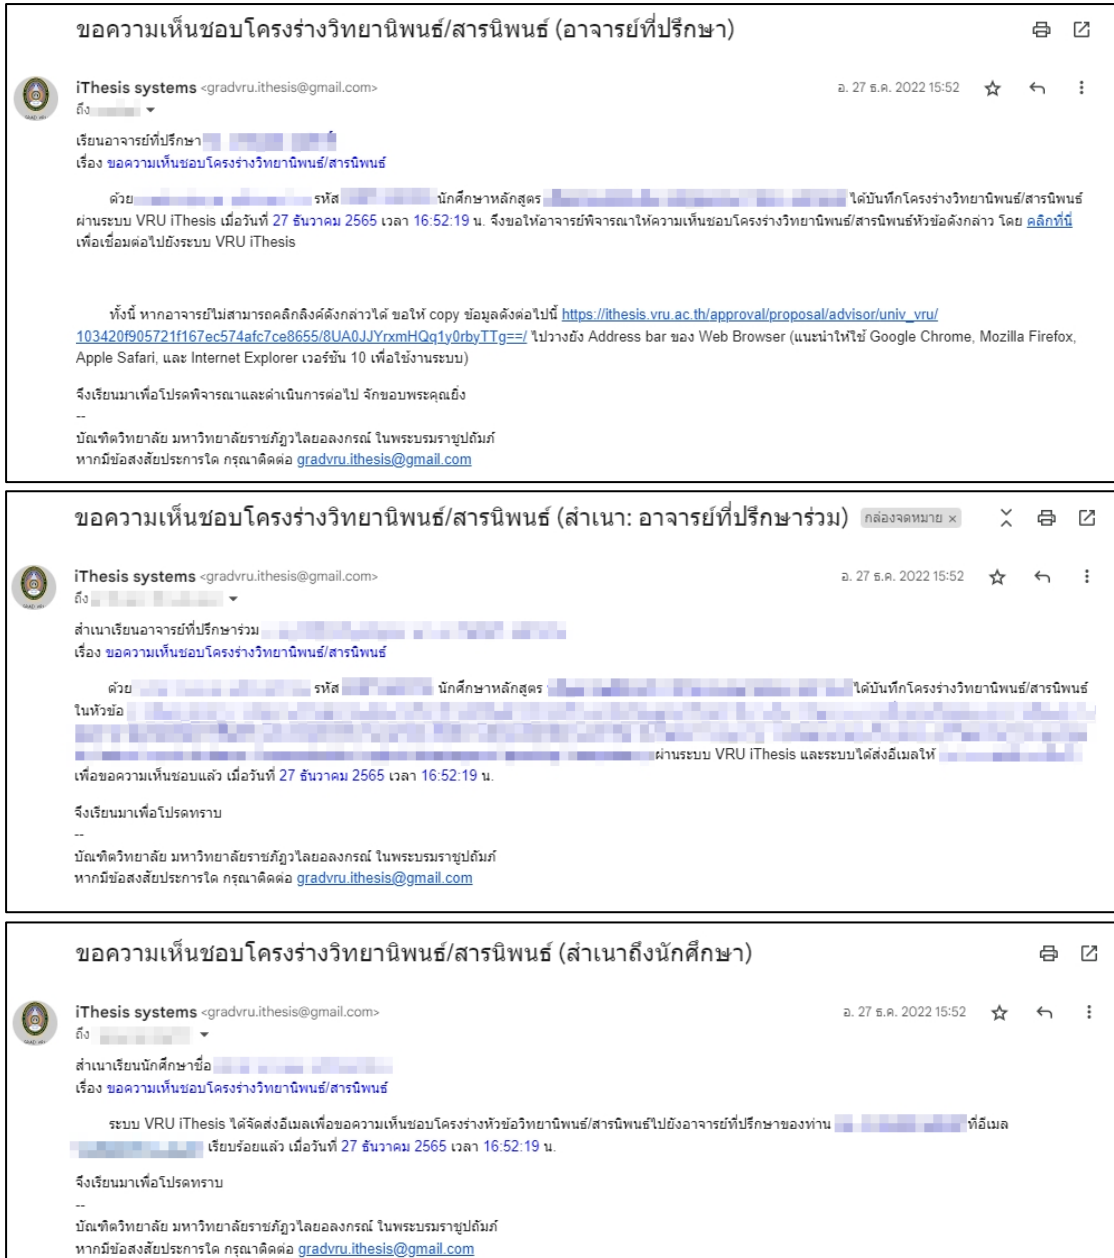 ขอความเห็นชอบโครงร่างวิทยานิพนธ์/สารนิพนธ์ (อาจารย์ที่ปรึกษา)
iThesis systems <gradvru.ithesis@gmail.com>
อ. 27 ธ.ค. 2022 15:52
ถึง
เรียนอาจารย์ที่ปรึกษา
เรื่อง ขอความเห็นชอบโครงร่างวิทยานิพนธ์/สารนิพนธ์
ด้วย รหัส นักศึกษาหลักสูตร ได้บันทึกโครงร่างวิทยานิพนธ์/สารนิพนธ์
ผ่านระบบ VRU iThesis เมื่อวันที่ 27 ธันวาคม 2565 เวลา 16:52:19 น. จึงขอให้อาจารย์พิจารณาให้ความเห็นชอบโครงร่างวิทยานิพนธ์/สารนิพนธ์หัวข้อดังกล่าว โดย คลิกที่นี่
เพื่อเชื่อมต่อไปยังระบบ VRU iThesis
ทั้งนี้ หากอาจารย์ไม่สามารถคลิกลิงค์ดังกล่าวได้ ขอให้ copy ข้อมูลดังต่อไปนี้ https://ithesis.vru.ac.th/approval/proposal/advisor/univ_vru/
103420f905721f167ec574afc7ce8655/8UA0JJYrxmHQq1y0rbyTTg==/ ไปวางยัง Address bar ของ Web Browser (แนะนำให้ใช้ Google Chrome, Mozilla Firefox,
Apple Safari, และ Internet Explorer เวอร์ชัน 10 เพื่อใช้งานระบบ)
จึงเรียนมาเพื่อโปรดพิจารณาและดำเนินการต่อไป จักขอบพระคุณยิ่ง
--
บัณฑิตวิทยาลัย มหาวิทยาลัยราชภัฏวไลยอลงกรณ์ ในพระบรมราชูปถัมภ์
หากมีข้อสงสัยประการใด กรุณาติดต่อ gradvru.ithesis@gmail.com
ขอความเห็นชอบโครงร่างวิทยานิพนธ์/สารนิพนธ์ (สำเนา: อาจารย์ที่ปรึกษาร่วม) กล่องจดหมาย ×
iThesis systems <gradvru.ithesis@gmail.com>
อ. 27 ธ.ค. 2022 15:52
ถึง
สำเนาเรียนอาจารย์ที่ปรึกษาร่วม
เรื่อง ขอความเห็นชอบโครงร่างวิทยานิพนธ์/สารนิพนธ์
ด้วย รหัส นักศึกษาหลักสูตร ได้บันทึกโครงร่างวิทยานิพนธ์/สารนิพนธ์
ในหัวข้อ
ผ่านระบบ VRU iThesis และระบบได้ส่งอีเมลให้
เพื่อขอความเห็นชอบแล้ว เมื่อวันที่ 27 ธันวาคม 2565 เวลา 16:52:19 น.
จึงเรียนมาเพื่อโปรดทราบ
--
บัณฑิตวิทยาลัย มหาวิทยาลัยราชภัฏวไลยอลงกรณ์ ในพระบรมราชูปถัมภ์
หากมีข้อสงสัยประการใด กรุณาติดต่อ gradvru.ithesis@gmail.com
ขอความเห็นชอบโครงร่างวิทยานิพนธ์/สารนิพนธ์ (สำเนาถึงนักศึกษา)
iThesis systems <gradvru.ithesis@gmail.com>
อ. 27 ธ.ค. 2022 15:52
ถึง
สำเนาเรียนนักศึกษาชื่อ
เรื่อง ขอความเห็นชอบโครงร่างวิทยานิพนธ์/สารนิพนธ์
ระบบ VRU iThesis ได้จัดส่งอีเมลเพื่อขอความเห็นชอบโครงร่างหัวข้อวิทยานิพนธ์/สารนิพนธ์ไปยังอาจารย์ที่ปรึกษาของท่าน ที่อีเมล
เรียบร้อยแล้ว เมื่อวันที่ 27 ธันวาคม 2565 เวลา 16:52:19 น.
จึงเรียนมาเพื่อโปรดทราบ
--
บัณฑิตวิทยาลัย มหาวิทยาลัยราชภัฏวไลยอลงกรณ์ ในพระบรมราชูปถัมภ์
หากมีข้อสงสัยประการใด กรุณาติดต่อ gradvru.ithesis@gmail.com